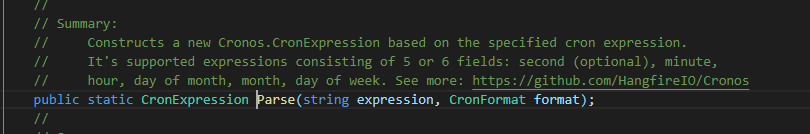 //
// Summary:
//     Constructs a new Cronos.CronExpression based on the specified cron expression.
//     It's supported expressions consisting of 5 or 6 fields: second (optional), minute,
//     hour, day of month, month, day of week. See more: https://github.com/HangfireIO/Cronos
public static CronExpression Parse(string expression, CronFormat format);
//